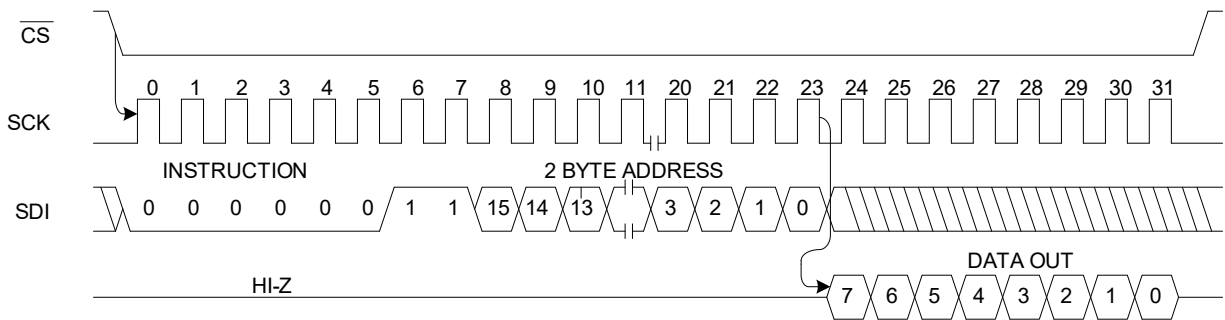 CS
0 1 2 3 4 5 6 7 8 9 10 11 20 21 22 23 24 25 26 27 28 29 30 31
SCK
INSTRUCTION 2 BYTE ADDRESS
SDI 0 0 0 0 0 0 1 1 15 14 13 3 2 1 0
HI-Z DATA OUT
7 6 5 4 3 2 1 0